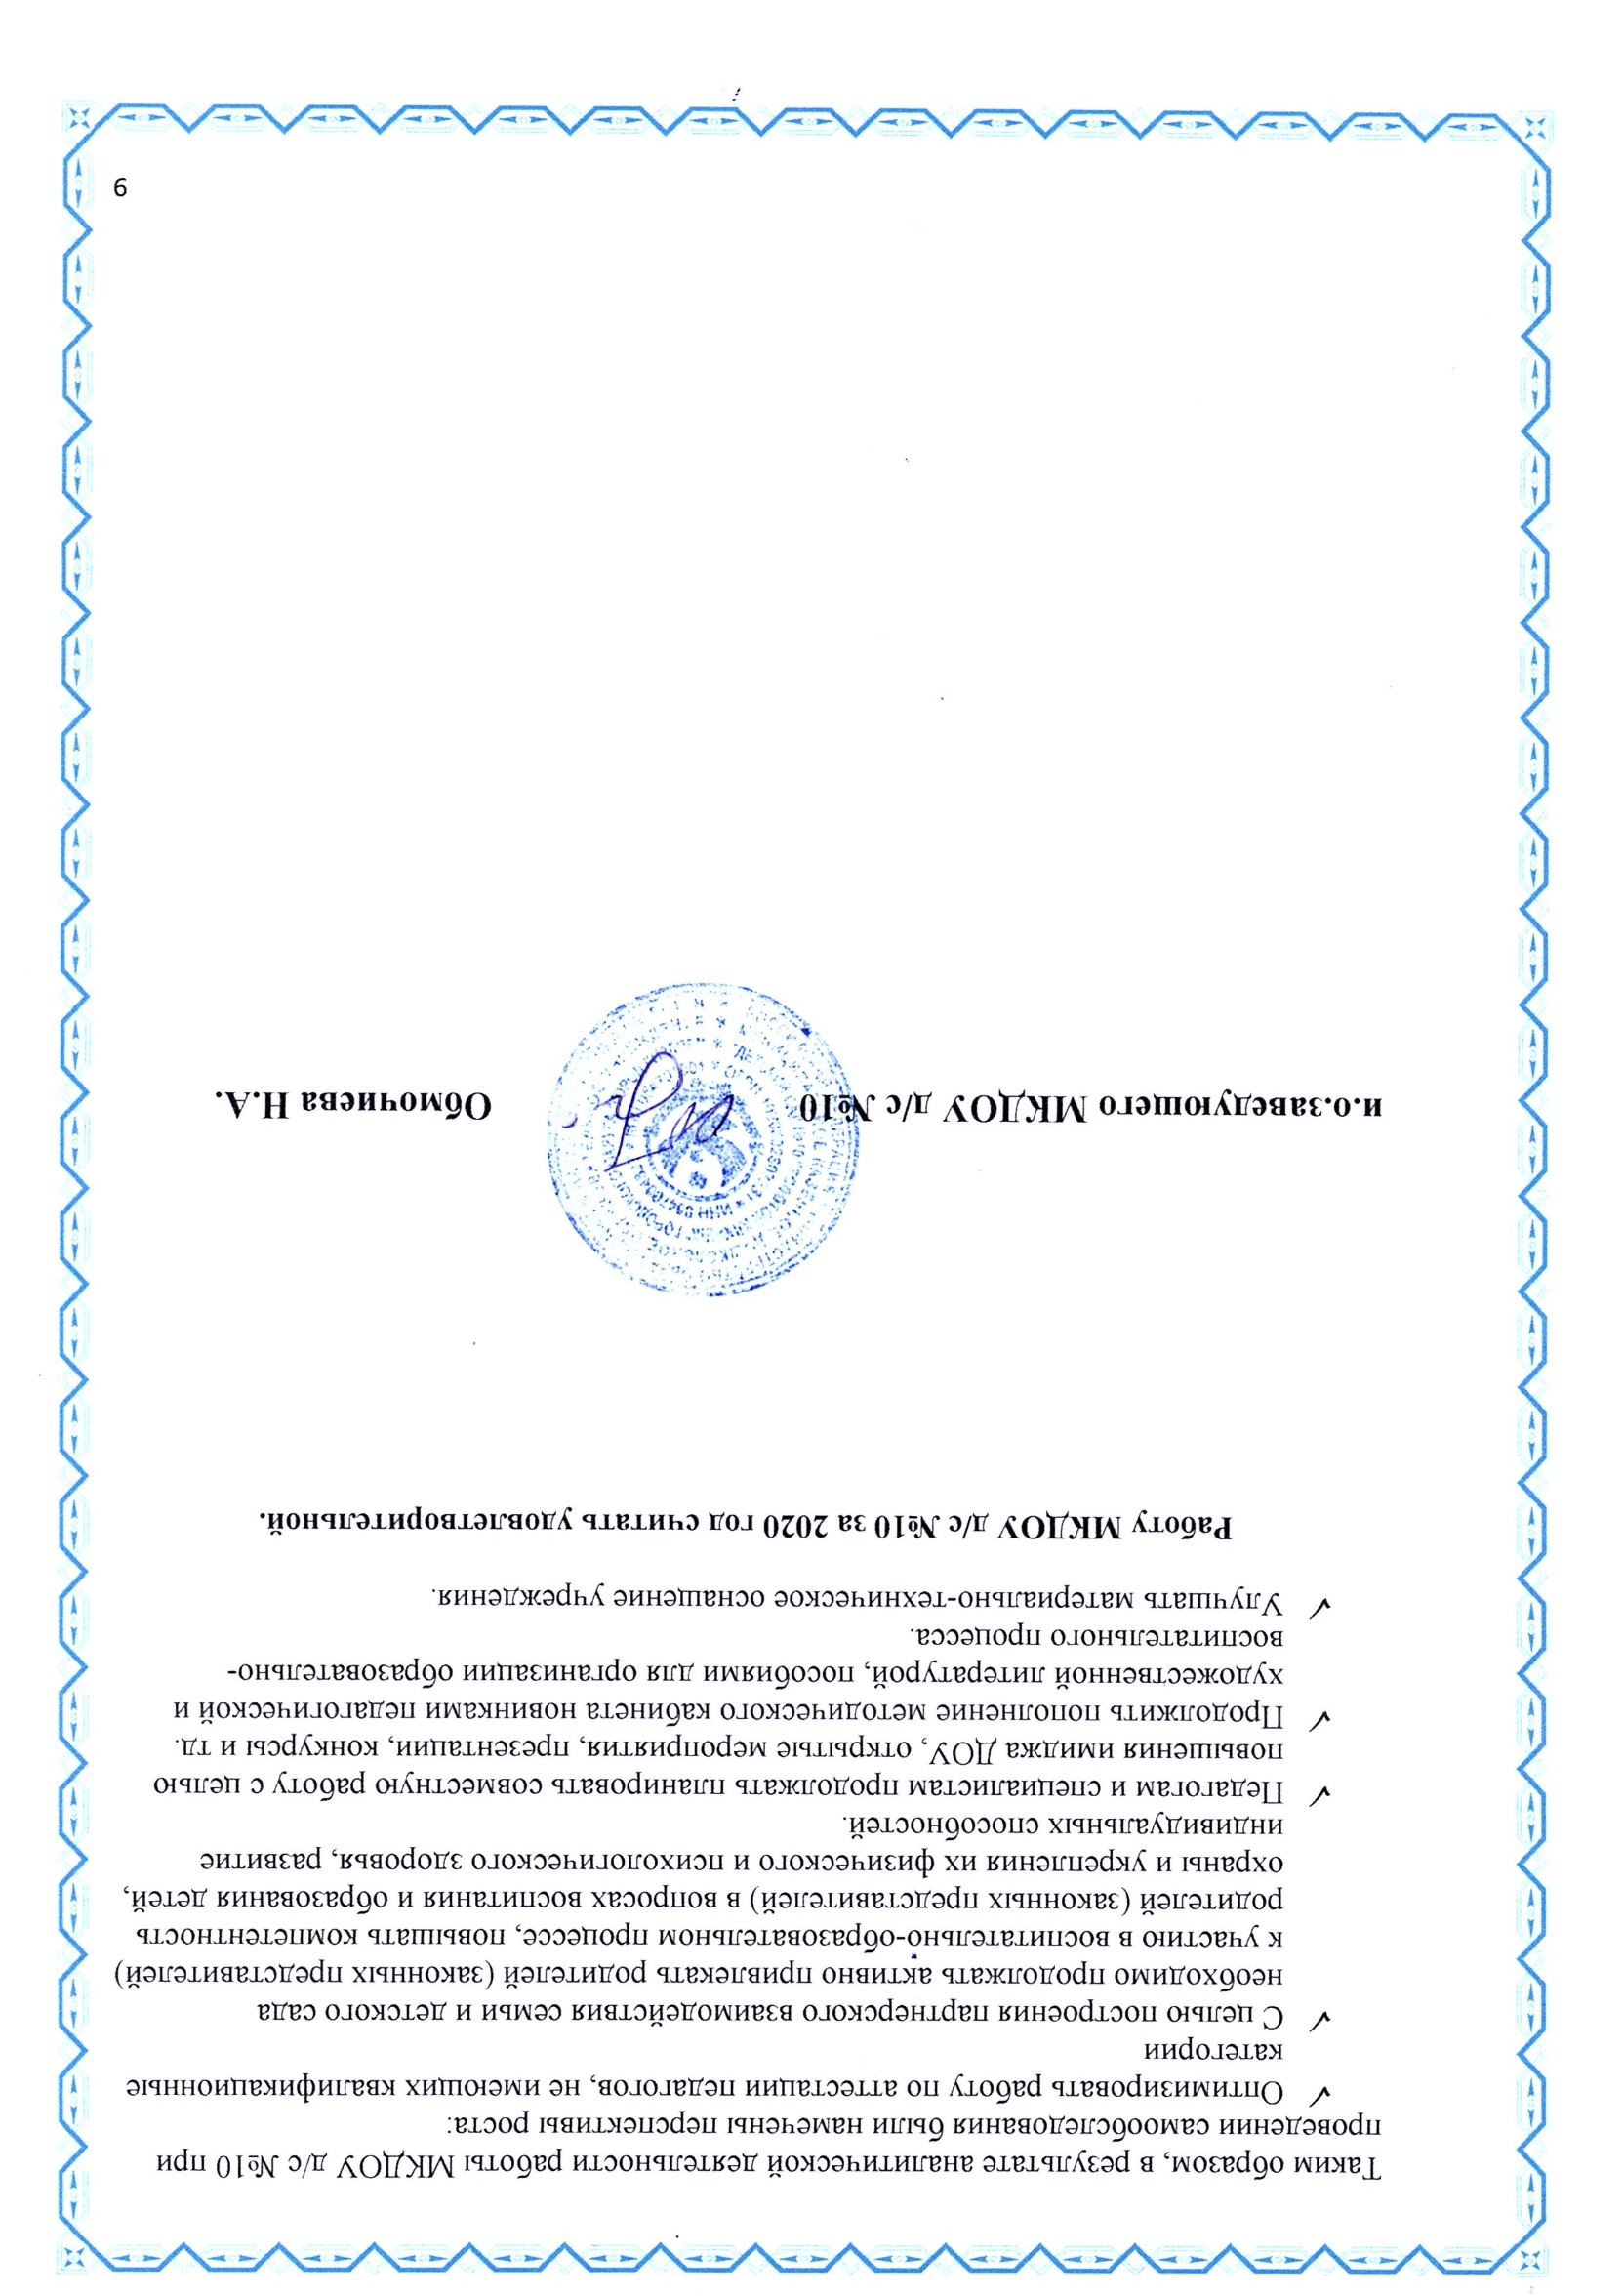 Таким образом, в результате аналитической деятельности работы МКДОУ д/с №10 при
проведении самообследования были намечены перспективы роста:
✓ Оптимизировать работу по аттестации педагогов, не имеющих квалификационные
категории
✓ С целью построения партнерского взаимодействия семьи и детского сада
необходимо продолжать активно привлекать родителей (законных представителей)
к участию в воспитательно-образовательном процессе, повышать компетентность
родителей (законных представителей) в вопросах воспитания и образования детей,
охраны и укрепления их физического и психологического здоровья, развитие
индивидуальных способностей.
✓ Педагогам и специалистам продолжать планировать совместную работу с целью
повышения имиджа ДОУ, открытые мероприятия, презентации, конкурсы и тд.
✓ Продолжить пополнение методического кабинета новинками педагогической и
художественной литературой, пособиями для организации образовательно-
воспитательного процесса.
✓ Улучшать материально-техническое оснащение учреждения.
Работу МКДОУ д/с №10 за 2020 год считать удовлетворительной.
и.о.заведующего МКДОУ д/с №10 Обмочиева Н.А.
6